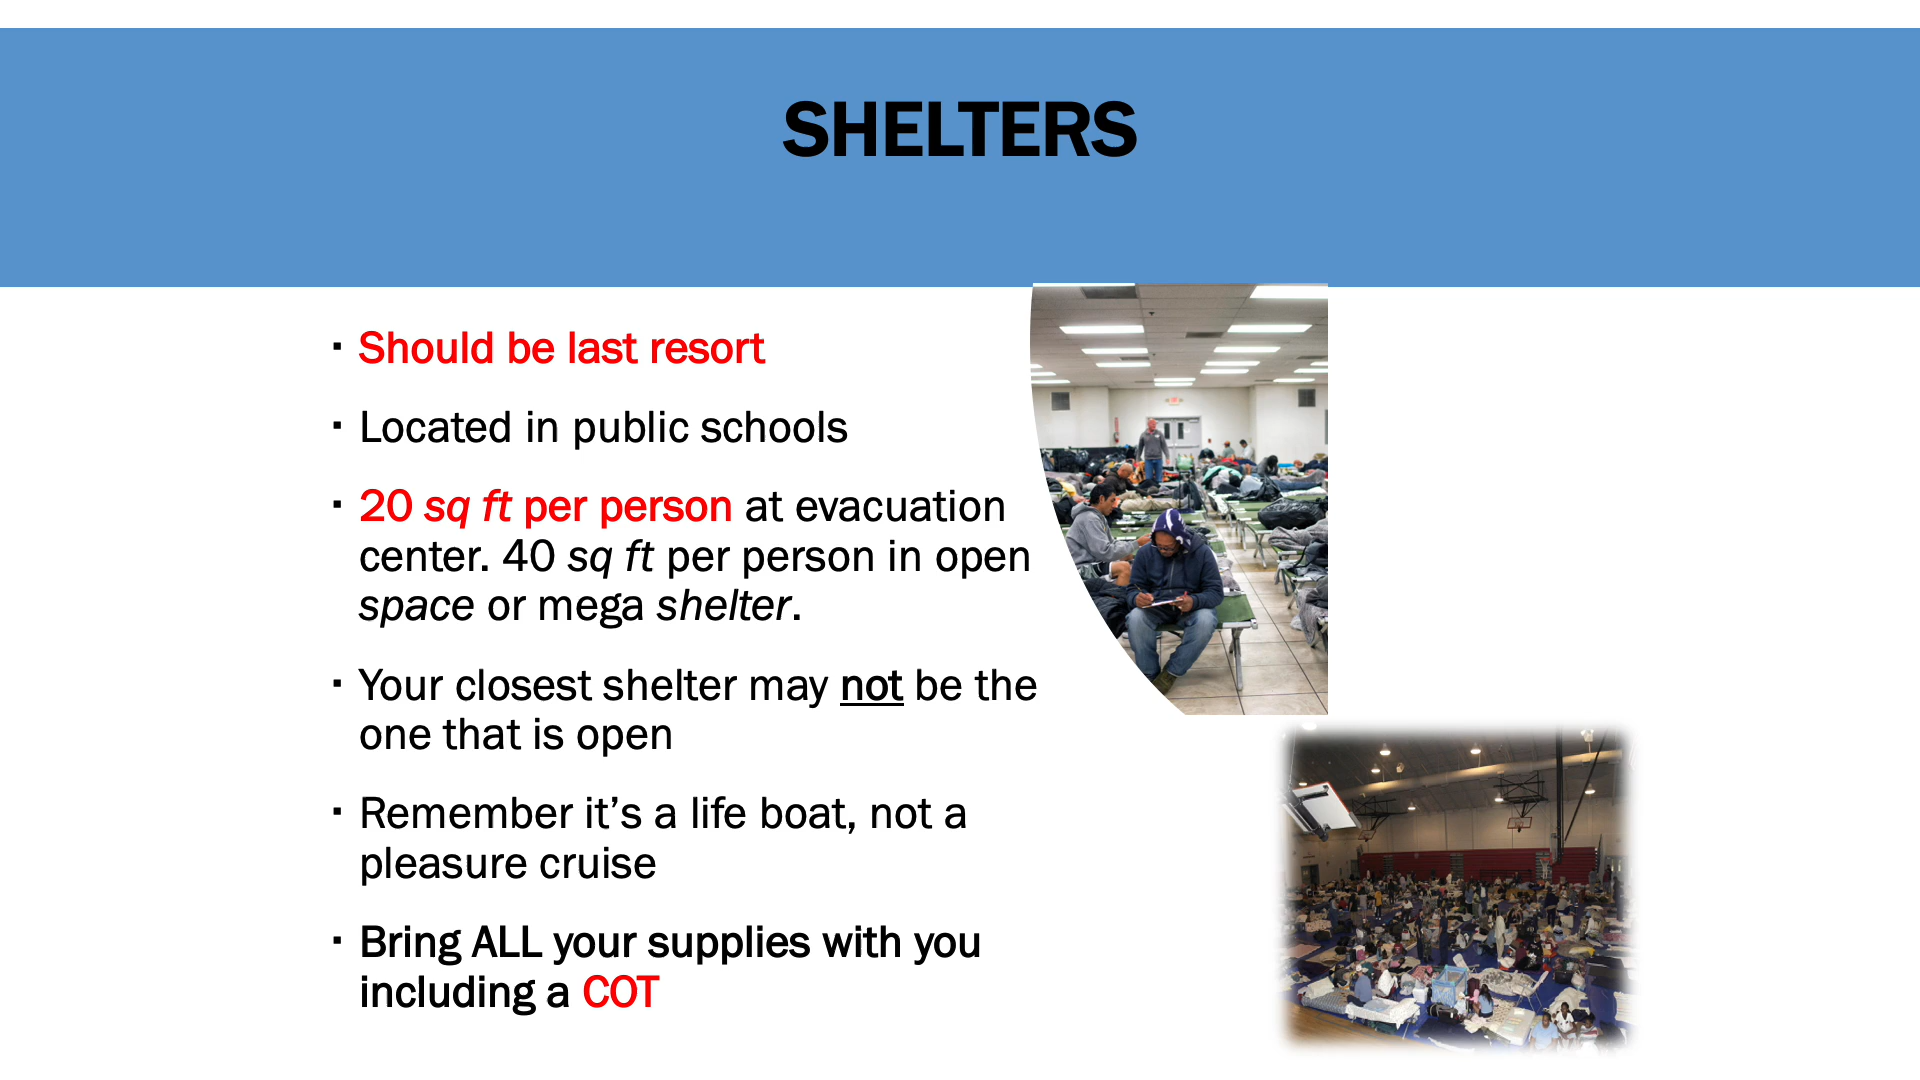 SHELTERS
▪ Should be last resort
▪ Located in public schools
▪ 20 sq ft per person at evacuation
center. 40 sq ft per person in open
space or mega shelter.
▪ Your closest shelter may not be the
one that is open
▪ Remember it’s a life boat, not a
pleasure cruise
▪ Bring ALL your supplies with you
including a COT